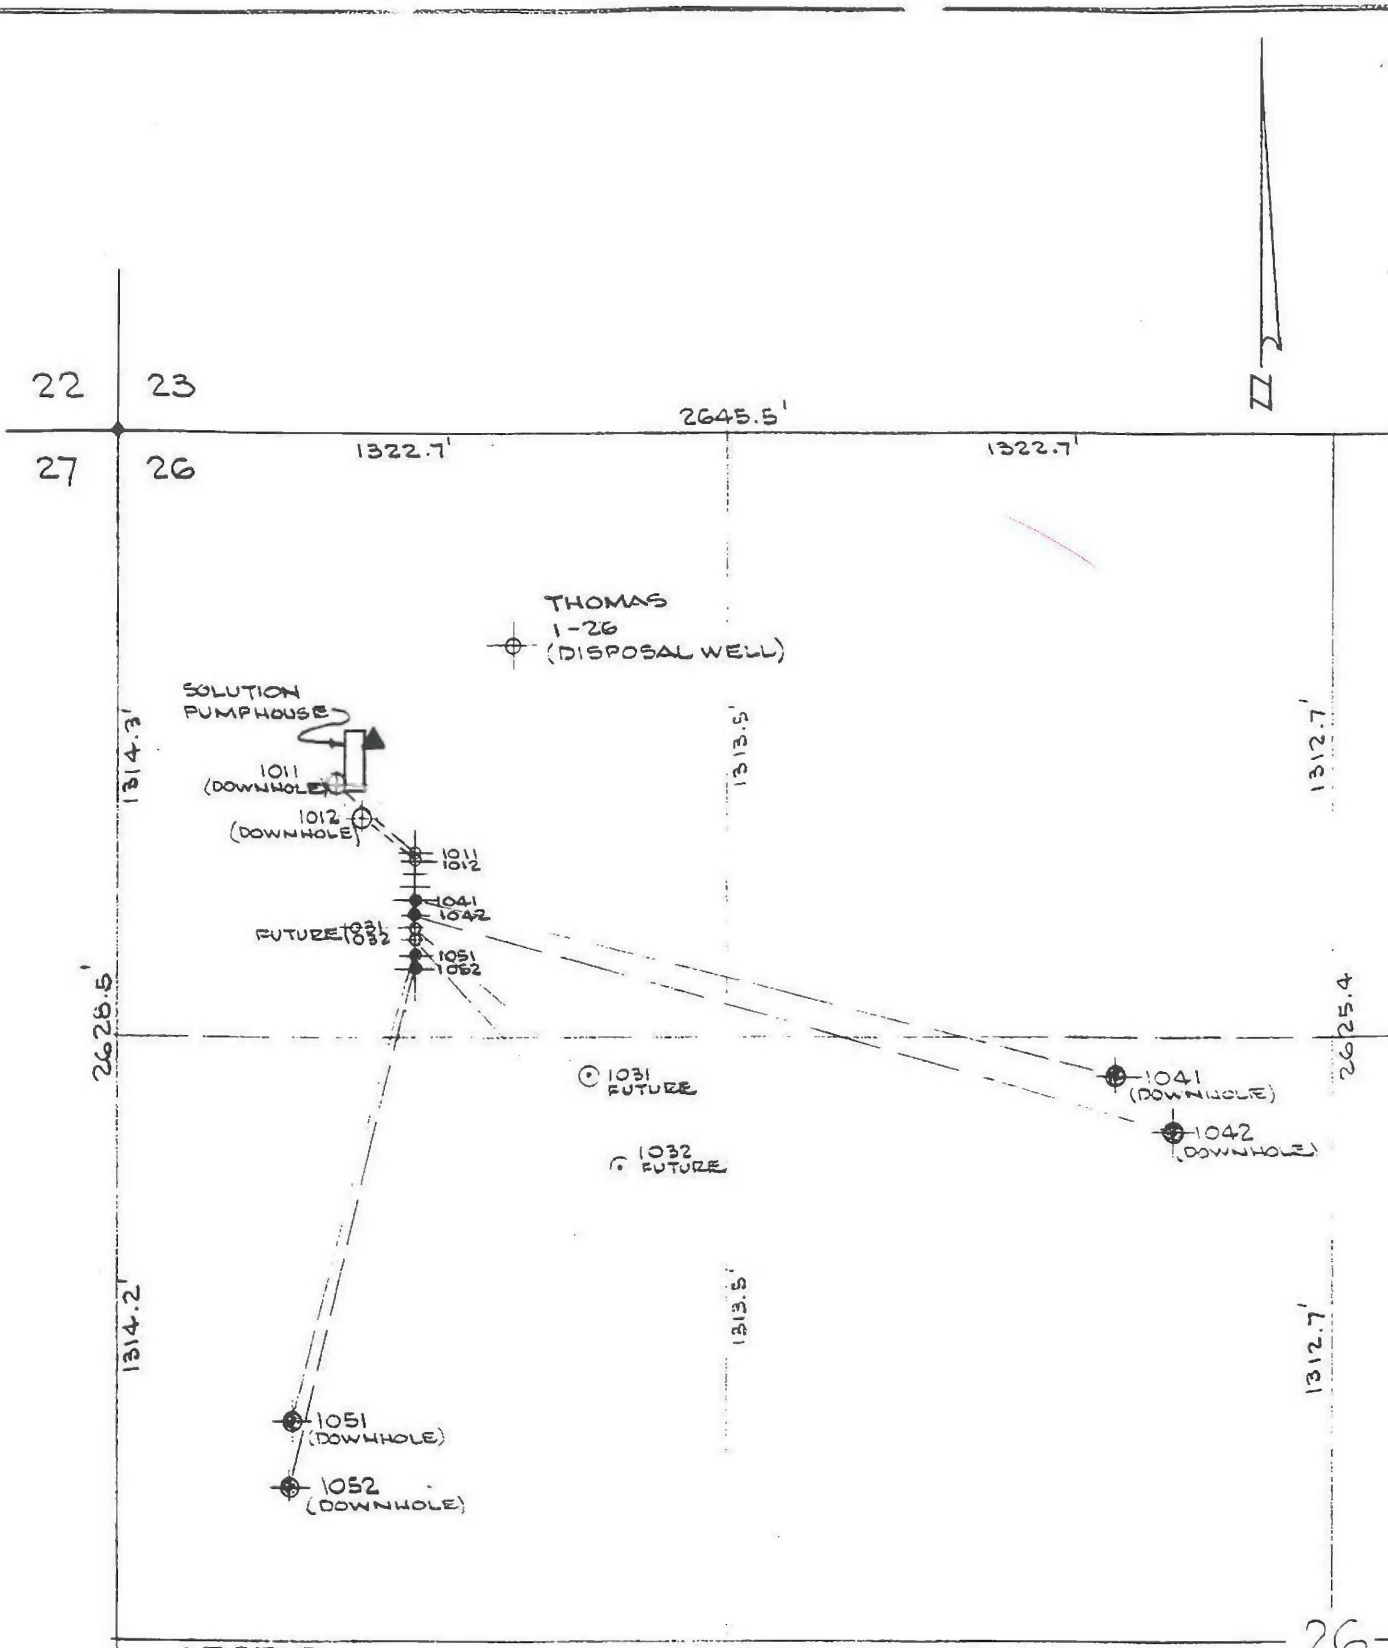 22
23
2645.5'
1322.7'
1322.7'
27
26
THOMAS
1-26
(DISPOSAL WELL)
SOLUTION
PUMPHOUSE
1314.3'
1313.5'
1312.7'
1011
(DOWNHOLE)
1012
(DOWNHOLE)
1011
1012
1041
1042
FUTURE 1031
1032
1051
1052
2628.5'
2625.4
1031
FUTURE
1041
(DOWNHOLE)
1042
(DOWNHOLE)
1032
FUTURE
1314.2'
1313.5'
1312.7'
1051
(DOWNHOLE)
1052
(DOWNHOLE)